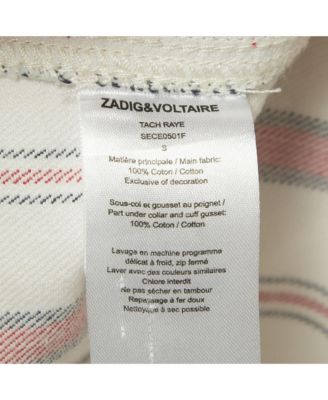 ZADIG&VOLTAIRE
TACH RAYE
SECE0501F
S
Matière principale / Main fabric:
100% Coton / Cotton
Exclusive of decoration
Sous-col et gousset au poignet /
Part under collar and cuff gusset:
100% Coton / Cotton
Lavage en machine programme
délicat à froid, zip fermé
Laver avec des couleurs similaires
Chlore interdit
Ne pas sécher en tambour
Repassage à fer doux
Nettoyage à sec possible